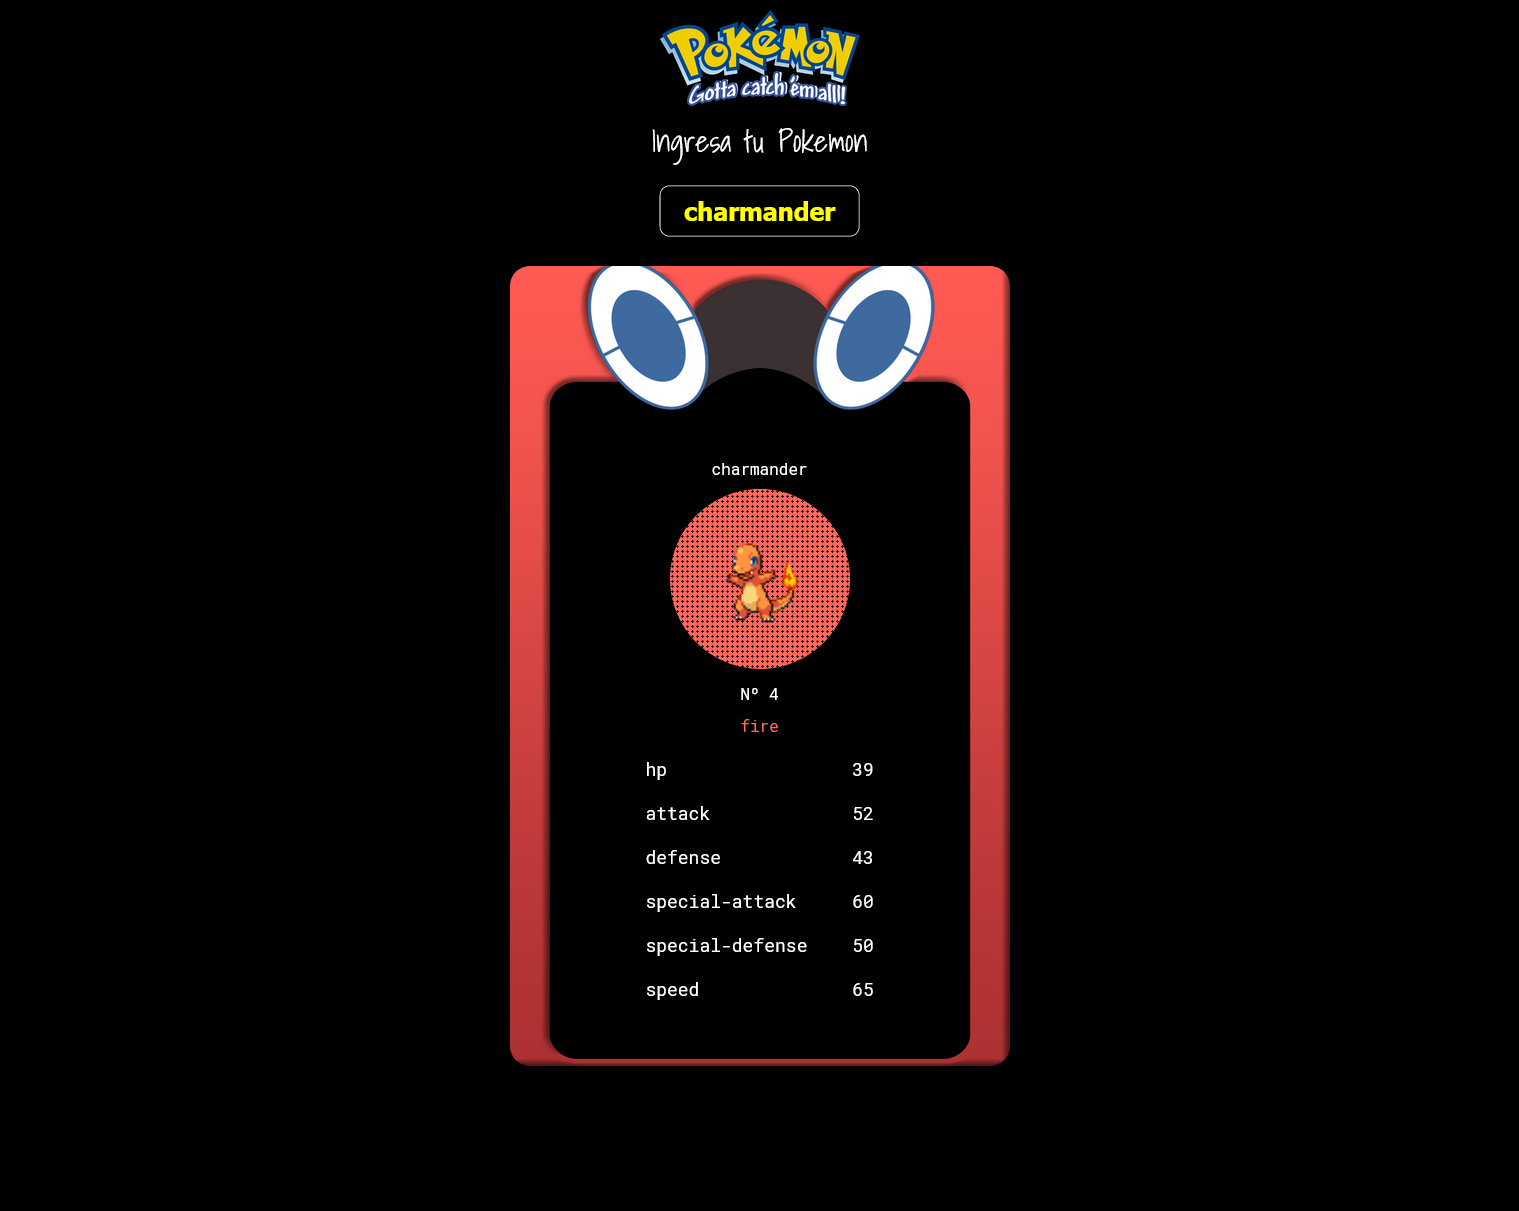 POKéMON
Gotta catch 'em all!!
Ingresa tu Pokemon
charmander
charmander
Nº 4
fire
hp 39
attack 52
defense 43
special-attack 60
special-defense 50
speed 65